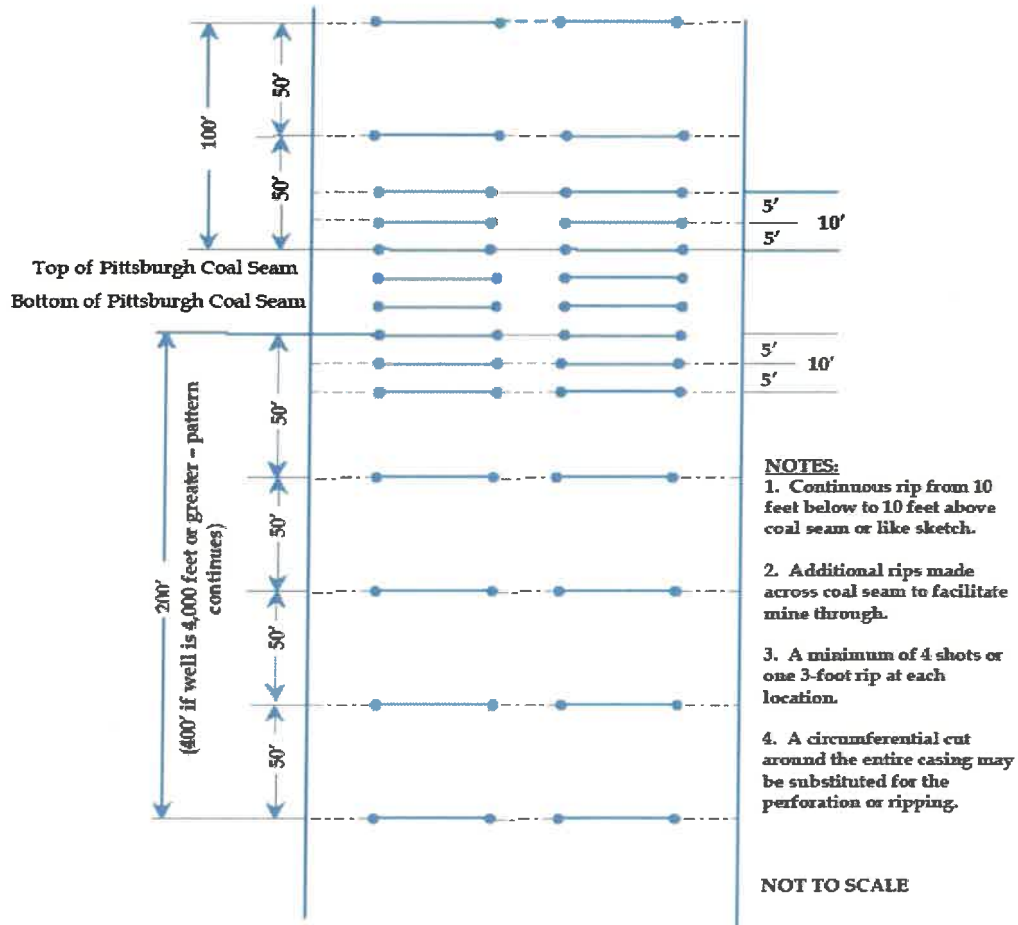 50'
100'
50'
5'
10'
5'
Top of Pittsburgh Coal Seam
Bottom of Pittsburgh Coal Seam
5'
10'
5'
50'
200'
(400' if well is 4,000 feet or greater – pattern
continues)
50'
50'
50'
NOTES:
1. Continuous rip from 10
feet below to 10 feet above
coal seam or like sketch.
2. Additional rips made
across coal seam to facilitate
mine through.
3. A minimum of 4 shots or
one 3-foot rip at each
location.
4. A circumferential cut
around the entire casing may
be substituted for the
perforation or ripping.
NOT TO SCALE